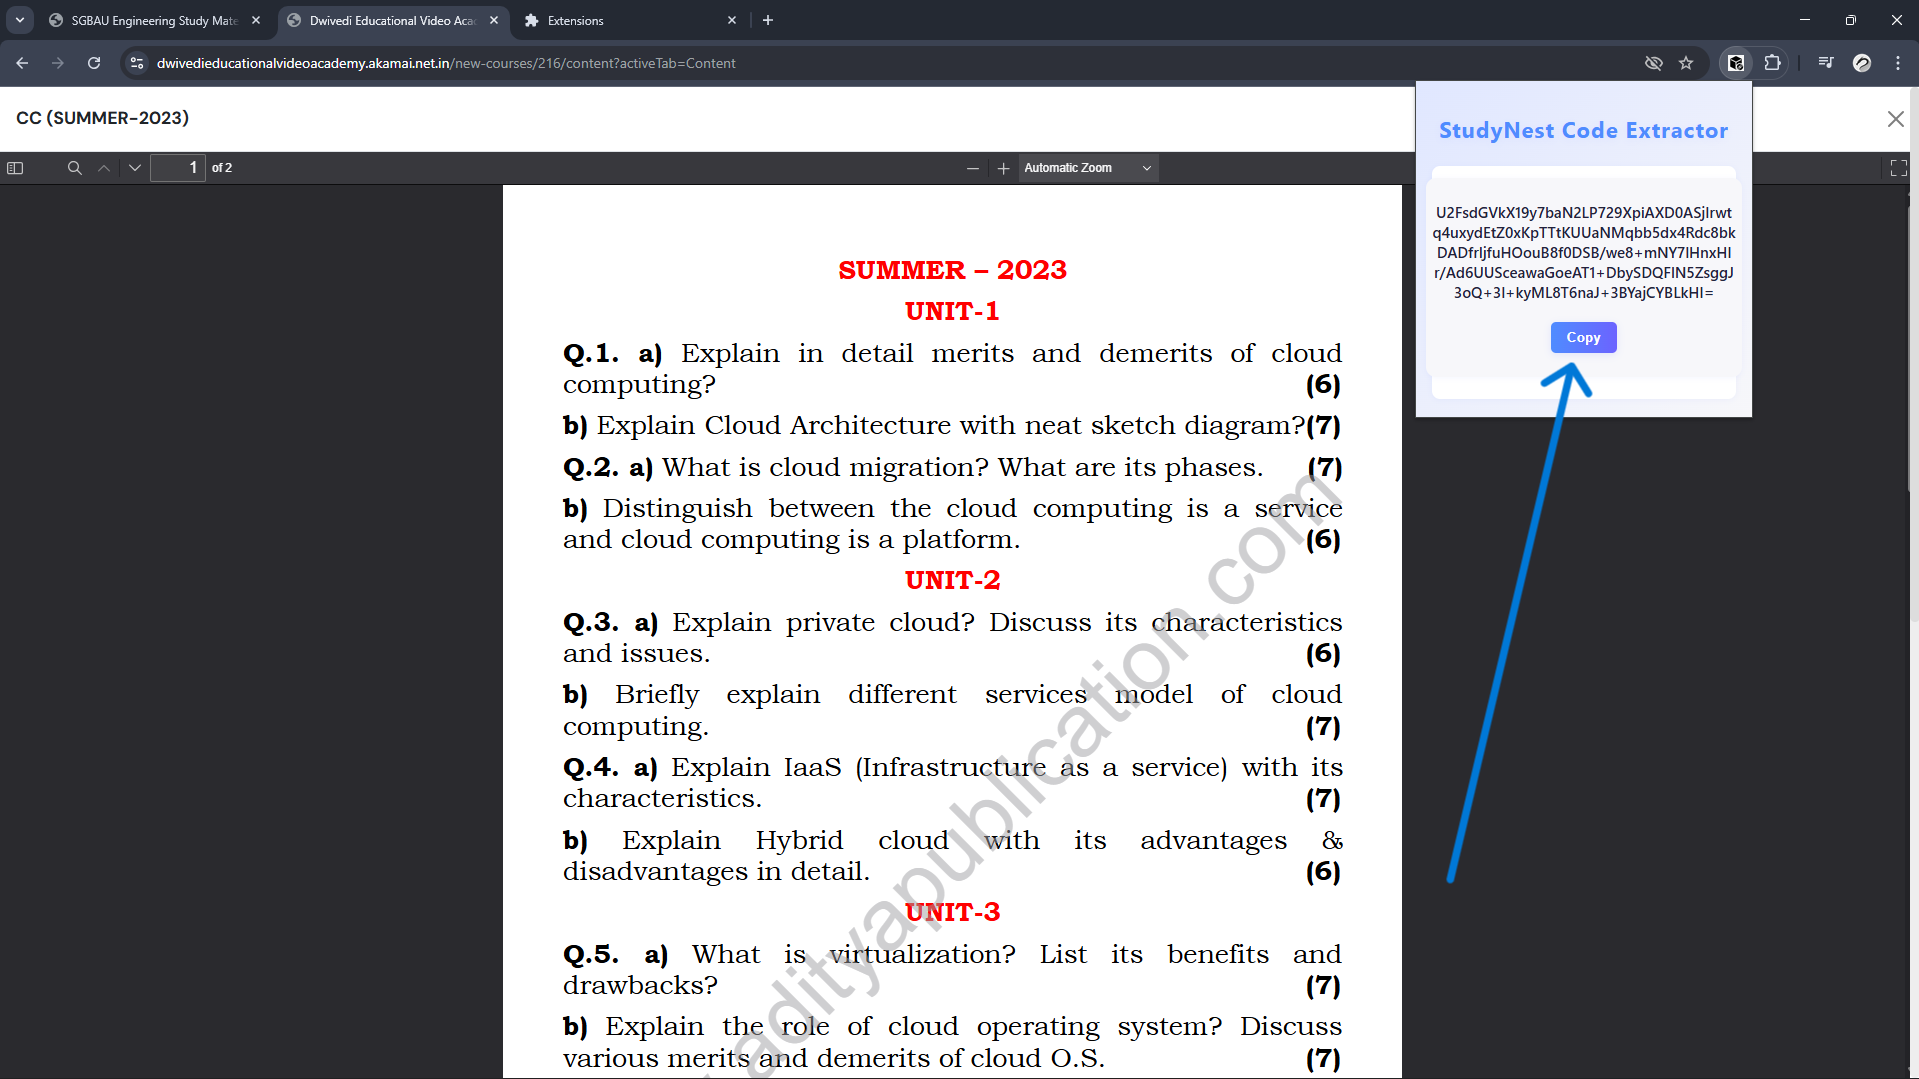 SGBAU Engineering Study Mate
Dwivedi Educational Video Aca
Extensions
dwivedieducationalvideoacademy.akamai.net.in/new-courses/216/content?activeTab=Content
CC (SUMMER-2023)
StudyNest Code Extractor
1 of 2
Automatic Zoom
U2FsdGVkX19y7baN2LP729XpiAXD0ASjIrwt
q4uxydEtZ0xKpTTtKUUaNMqbb5dx4Rdc8bk
DADfrIjfuHOouB8f0DSB/we8+mNY7IHnxHI
r/Ad6UUSceawaGoeAT1+DbySDQFIN5ZsggJ
3oQ+3I+kyML8T6naJ+3BYajCYBLkHI=
Copy
SUMMER – 2023
UNIT-1
Q.1. a) Explain in detail merits and demerits of cloud
computing? (6)
b) Explain Cloud Architecture with neat sketch diagram?(7)
Q.2. a) What is cloud migration? What are its phases. (7)
b) Distinguish between the cloud computing is a service
and cloud computing is a platform. (6)
UNIT-2
Q.3. a) Explain private cloud? Discuss its characteristics
and issues. (6)
b) Briefly explain different services model of cloud
computing. (7)
Q.4. a) Explain IaaS (Infrastructure as a service) with its
characteristics. (7)
b) Explain Hybrid cloud with its advantages &
disadvantages in detail. (6)
UNIT-3
Q.5. a) What is virtualization? List its benefits and
drawbacks? (7)
b) Explain the role of cloud operating system? Discuss
various merits and demerits of cloud O.S. (7)
adityapublication.com